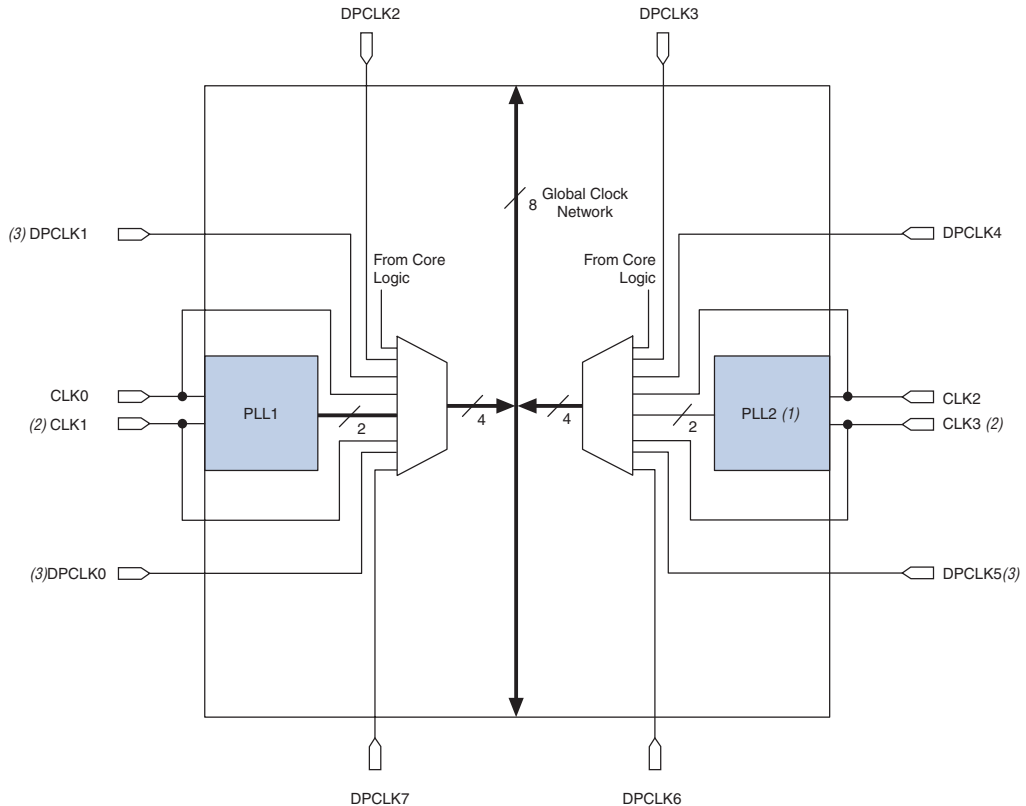 DPCLK2
DPCLK3
8
Global Clock
Network
(3) DPCLK1
DPCLK4
From Core
Logic
From Core
Logic
CLK0
PLL1
2
4
4
2
PLL2 (1)
CLK2
(2) CLK1
CLK3 (2)
(3)DPCLK0
DPCLK5(3)
DPCLK7
DPCLK6